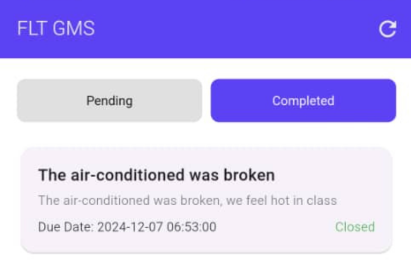 FLT GMS
Pending
Completed
The air-conditioned was broken
The air-conditioned was broken, we feel hot in class
Due Date: 2024-12-07 06:53:00
Closed